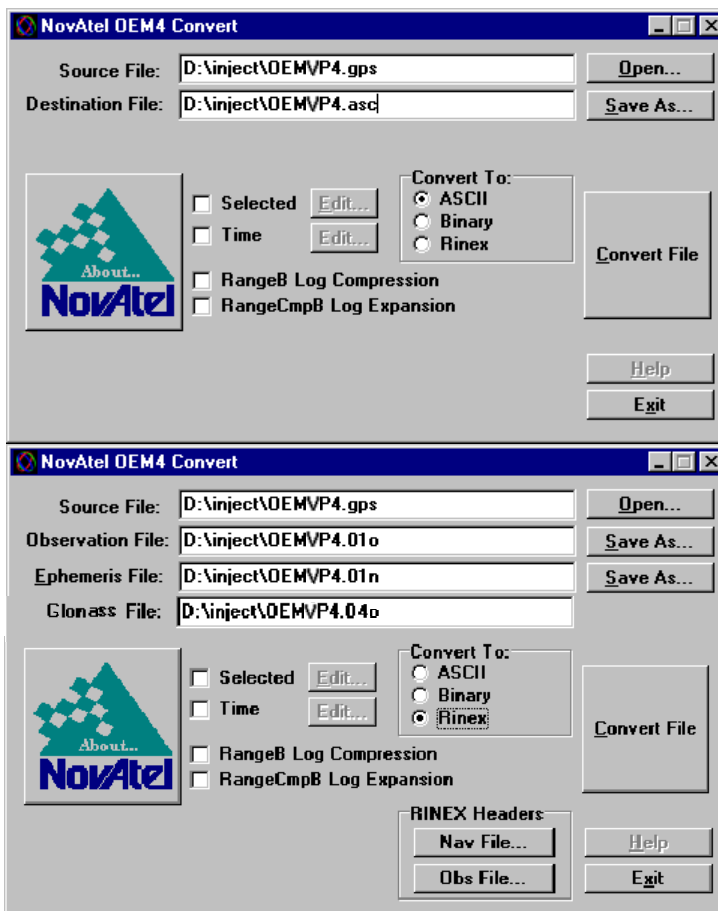 NovAtel OEM4 Convert
Source File: D:\inject\OEMVP4.gps Open...
Destination File: D:\inject\OEMVP4.asc Save As...
Convert To:
Selected Edit... ASCII
Time Edit... Binary
Rinex
Convert File
About...
NovAtel
RangeB Log Compression
RangeCmpB Log Expansion
Help
Exit
NovAtel OEM4 Convert
Source File: D:\inject\OEMVP4.gps Open...
Observation File: D:\inject\OEMVP4.01o Save As...
Ephemeris File: D:\inject\OEMVP4.01n Save As...
Glonass File: D:\inject\OEMVP4.04o
Convert To:
Selected Edit... ASCII
Time Edit... Binary
Rinex
Convert File
About...
NovAtel
RangeB Log Compression
RangeCmpB Log Expansion
RINEX Headers
Nav File... Help
Obs File... Exit